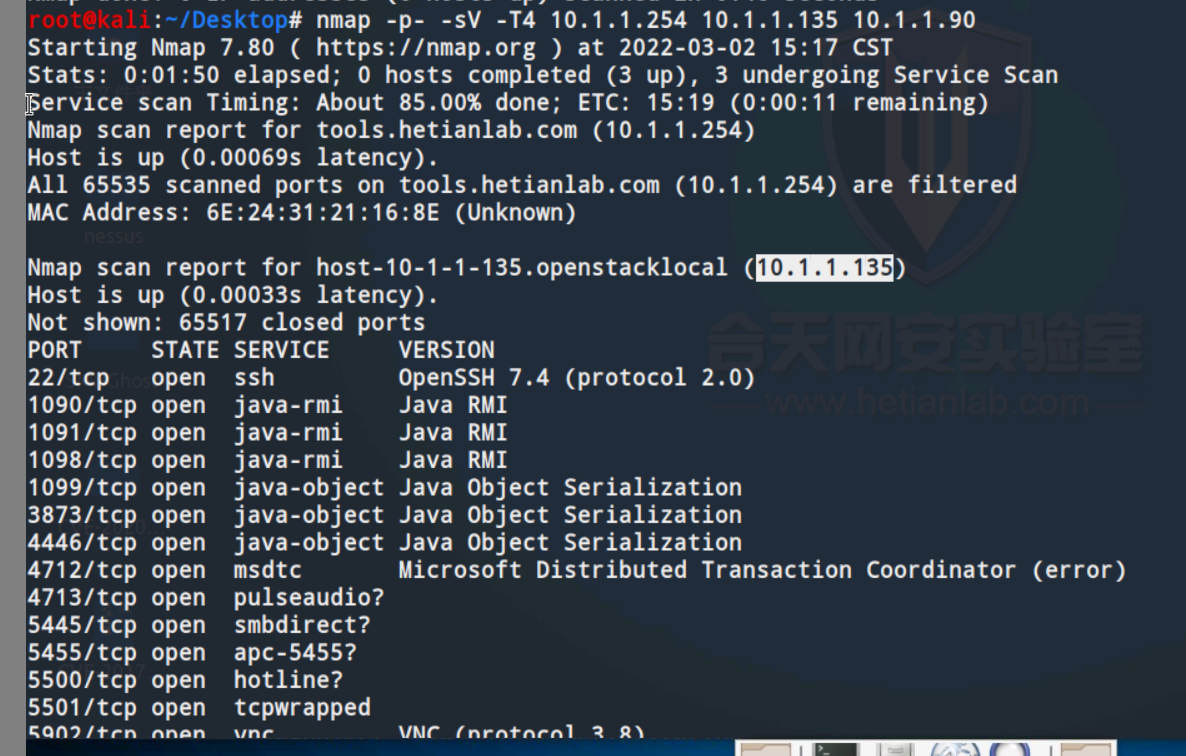 root@kali:~/Desktop# nmap -p- -sV -T4 10.1.1.254 10.1.1.135 10.1.1.90
Starting Nmap 7.80 ( https://nmap.org ) at 2022-03-02 15:17 CST
Stats: 0:01:50 elapsed; 0 hosts completed (3 up), 3 undergoing Service Scan
Service scan Timing: About 85.00% done; ETC: 15:19 (0:00:11 remaining)
Nmap scan report for tools.hetianlab.com (10.1.1.254)
Host is up (0.00069s latency).
All 65535 scanned ports on tools.hetianlab.com (10.1.1.254) are filtered
MAC Address: 6E:24:31:21:16:8E (Unknown)
nessus
Nmap scan report for host-10-1-1-135.openstacklocal (10.1.1.135)
Host is up (0.00033s latency).
Not shown: 65517 closed ports
PORT STATE SERVICE VERSION
22/tcp open ssh OpenSSH 7.4 (protocol 2.0)
1090/tcp open java-rmi Java RMI
1091/tcp open java-rmi Java RMI
1098/tcp open java-rmi Java RMI
1099/tcp open java-object Java Object Serialization
3873/tcp open java-object Java Object Serialization
4446/tcp open java-object Java Object Serialization
4712/tcp open msdtc Microsoft Distributed Transaction Coordinator (error)
4713/tcp open pulseaudio?
5445/tcp open smbdirect?
5455/tcp open apc-5455?
5500/tcp open hotline?
5501/tcp open tcpwrapped
5902/tcp open vnc VNC (protocol 3.8)
合天网安实验室
www.hetianlab.com